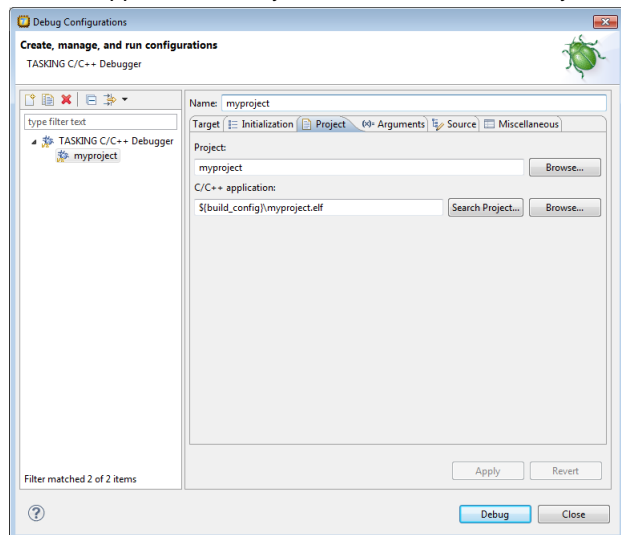 Debug Configurations
Create, manage, and run configurations
TASKING C/C++ Debugger
type filter text
TASKING C/C++ Debugger
myproject
Filter matched 2 of 2 items
Name: myproject
Target Initialization Project (x)= Arguments Source Miscellaneous
Project:
myproject Browse...
C/C++ application:
${build_config}\myproject.elf Search Project... Browse...
Apply Revert
? Debug Close